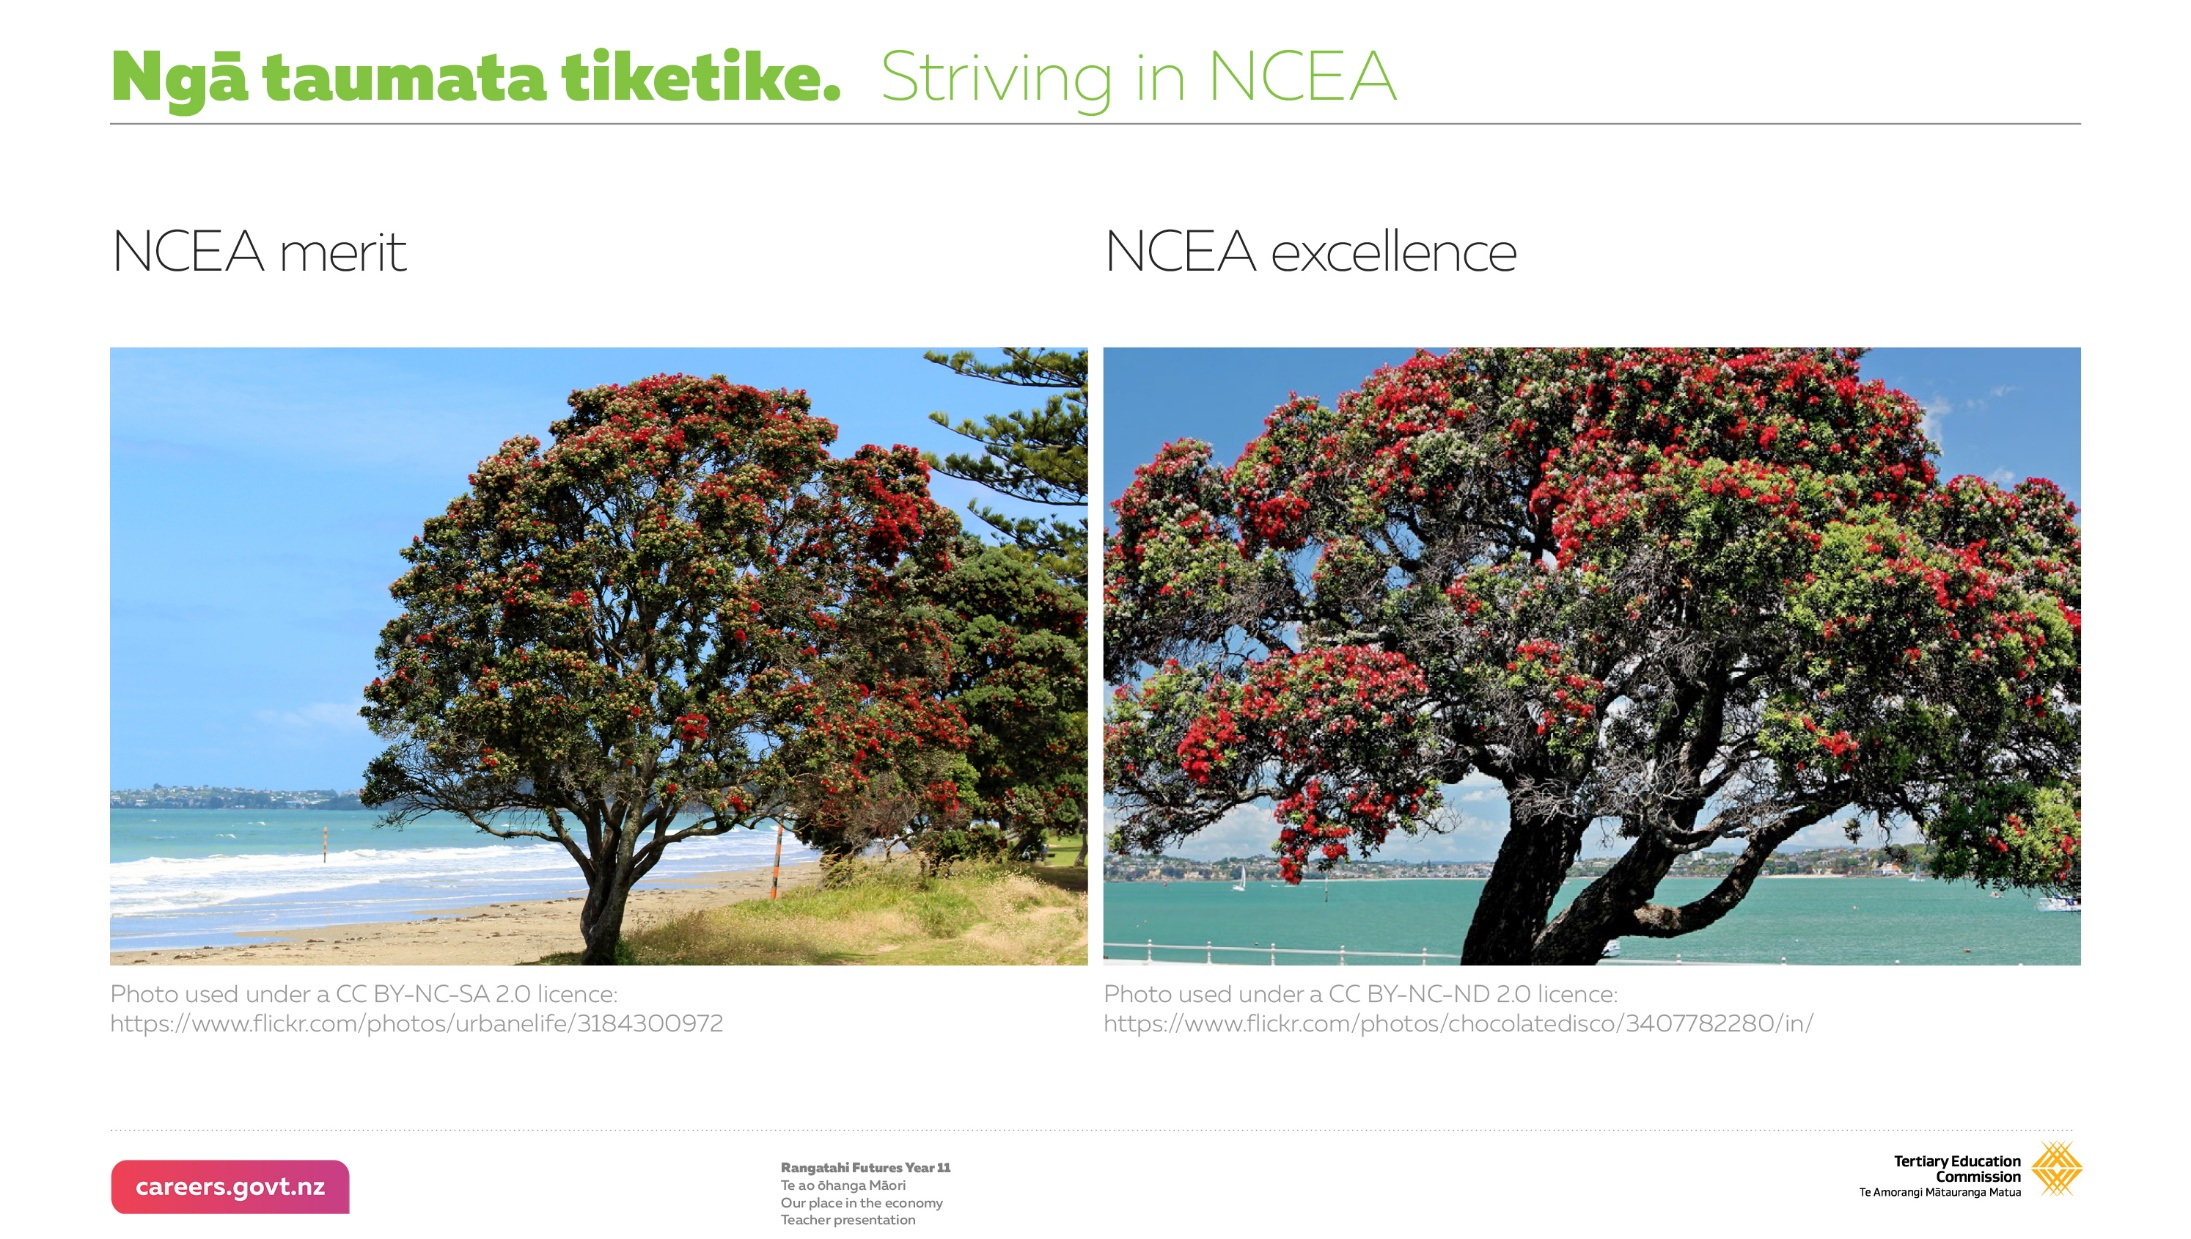 Ngā taumata tiketike. Striving in NCEA
NCEA merit
NCEA excellence
Photo used under a CC BY-NC-SA 2.0 licence:
https://www.flickr.com/photos/urbanelife/3184300972
Photo used under a CC BY-NC-ND 2.0 licence:
https://www.flickr.com/photos/chocolatedisco/3407782280/in/
careers.govt.nz
Rangatahi Futures Year 11
Te ao ōhanga Māori
Our place in the economy
Teacher presentation
Tertiary Education
Commission
Te Amorangi Mātauranga Matua